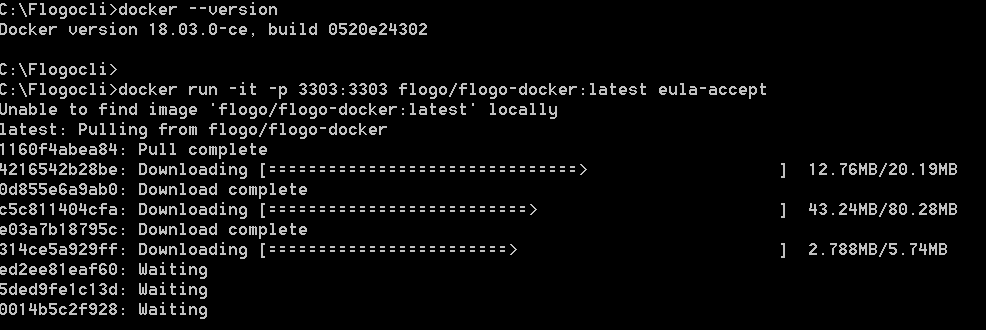 C:\Flogocli>docker --version
Docker version 18.03.0-ce, build 0520e24302
C:\Flogocli>
C:\Flogocli>docker run -it -p 3303:3303 flogo/flogo-docker:latest eula-accept
Unable to find image 'flogo/flogo-docker:latest' locally
latest: Pulling from flogo/flogo-docker
1160f4abea84: Pull complete
4216542b28be: Downloading [===============================>                    ]  12.76MB/20.19MB
0d855e6a9ab0: Download complete
c5c811404cfa: Downloading [==========================>                         ]  43.24MB/80.28MB
e03a7b18795c: Download complete
314ce5a929ff: Downloading [========================>                           ]  2.788MB/5.74MB
ed2ee81eaf60: Waiting
5ded9fe1c13d: Waiting
0014b5c2f928: Waiting